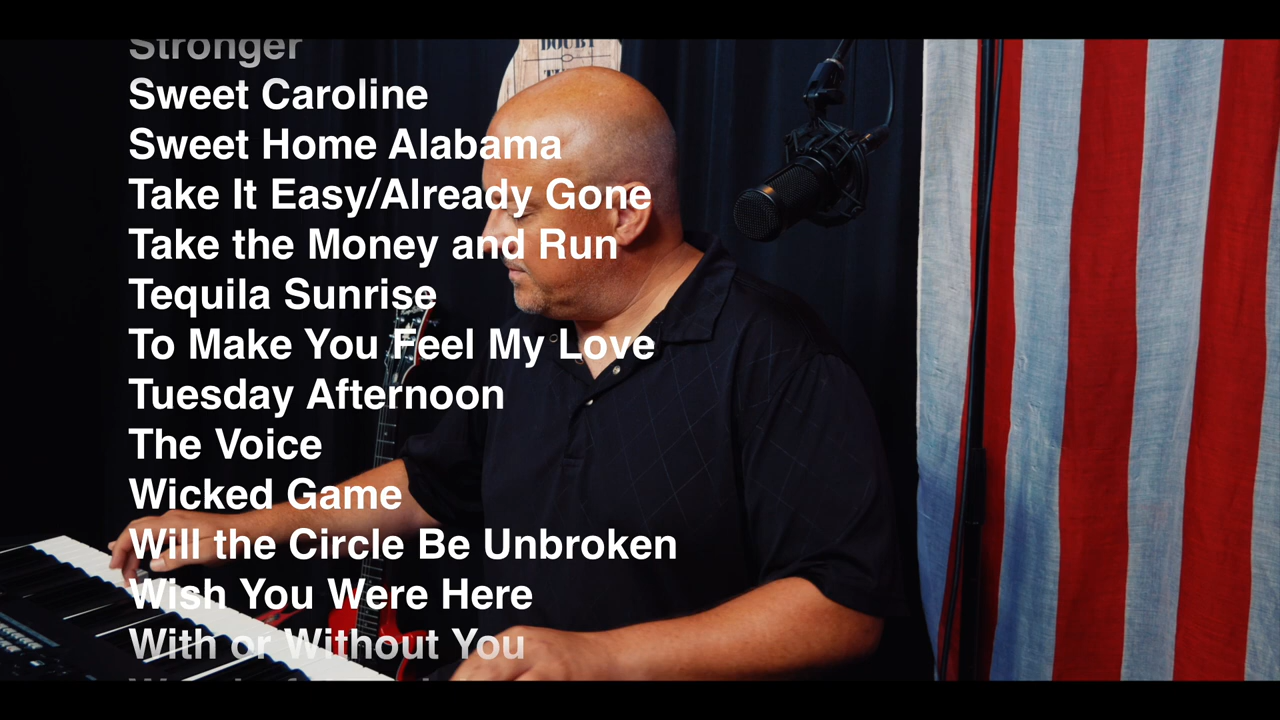 DOUBT
Stronger
Sweet Caroline
Sweet Home Alabama
Take It Easy/Already Gone
Take the Money and Run
Tequila Sunrise
To Make You Feel My Love
Tuesday Afternoon
The Voice
Wicked Game
Will the Circle Be Unbroken
Wish You Were Here
With or Without You